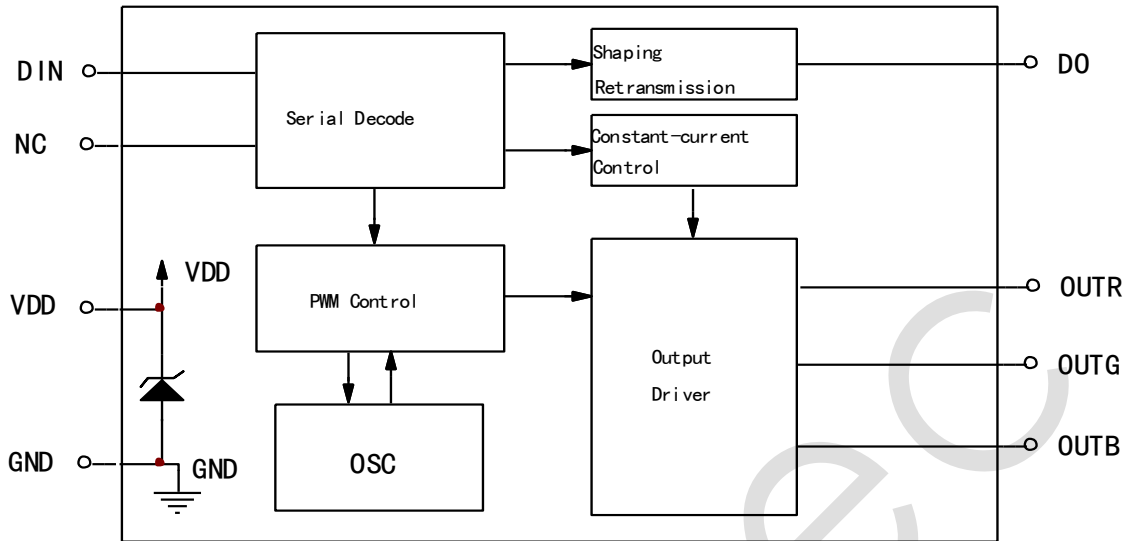 DIN
NC
VDD
GND
VDD
GND
Serial Decode
PWM Control
OSC
Shaping
Retransmission
Constant-current
Control
Output
Driver
DO
OUTR
OUTG
OUTB